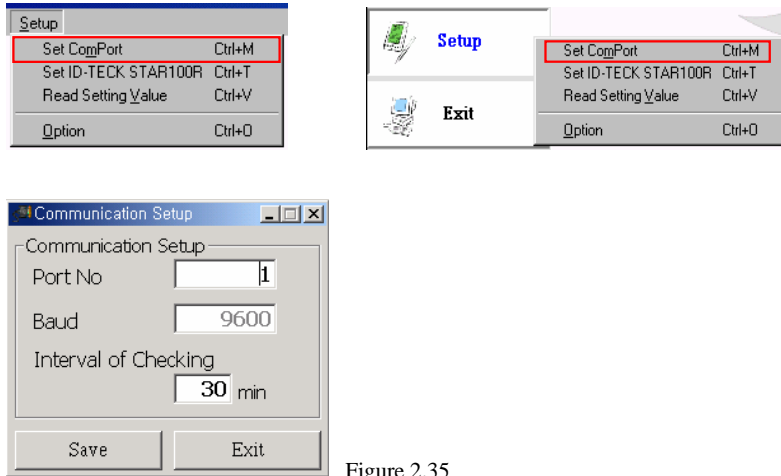 Setup
Set ComPort Ctrl+M
Set ID-TECK STAR100R Ctrl+T
Read Setting Value Ctrl+V
Option Ctrl+O
Setup
Exit
Set ComPort Ctrl+M
Set ID-TECK STAR100R Ctrl+T
Read Setting Value Ctrl+V
Option Ctrl+O
Communication Setup
Communication Setup
Port No 1
Baud 9600
Interval of Checking
30 min
Save Exit
Figure 2.35